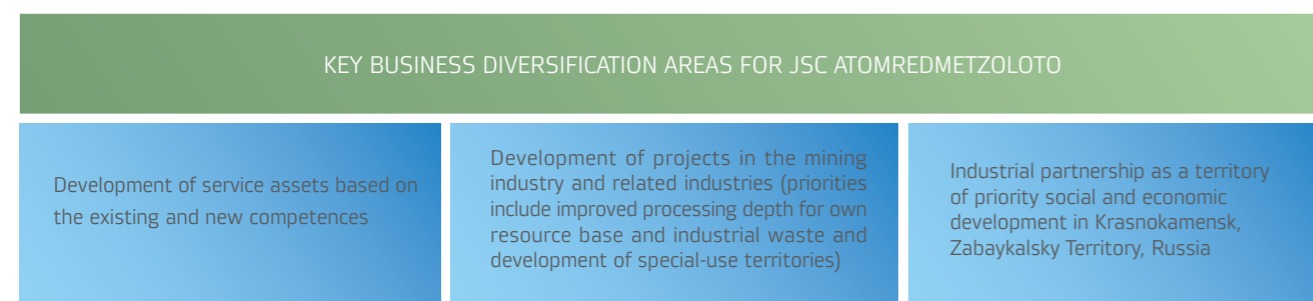 KEY BUSINESS DIVERSIFICATION AREAS FOR JSC ATOMREDMETZOLOTO
Development of service assets based on
the existing and new competences
Development of projects in the mining
industry and related industries (priorities
include improved processing depth for own
resource base and industrial waste and
development of special-use territories)
Industrial partnership as a territory
of priority social and economic
development in Krasnokamensk,
Zabaykalsky Territory, Russia